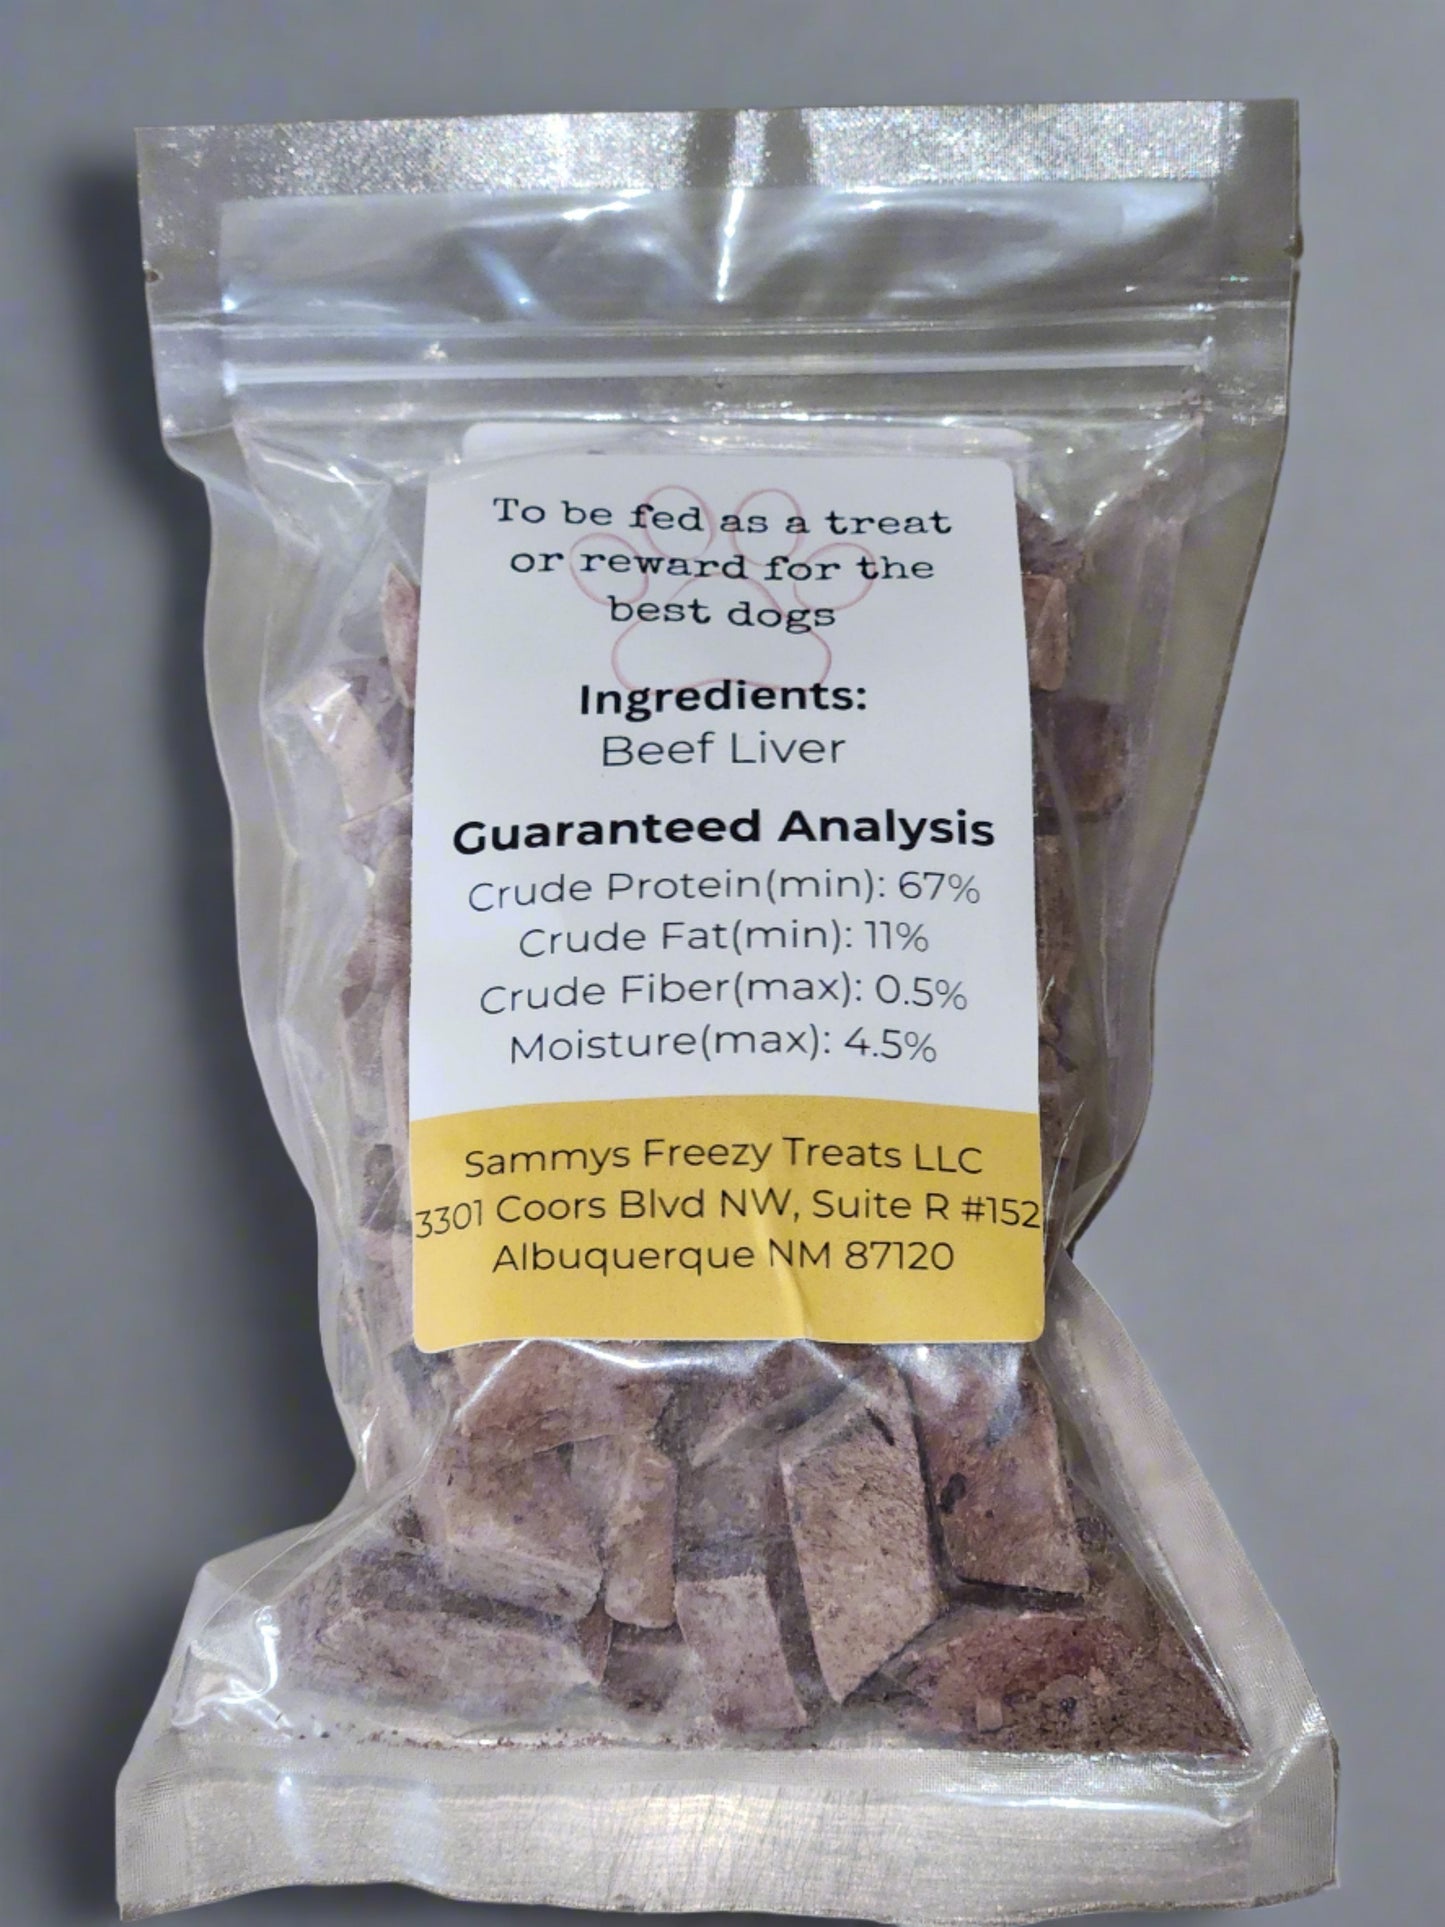 To be fed as a treat
or reward for the
best dogs
Ingredients:
Beef Liver
Guaranteed Analysis
Crude Protein(min): 67%
Crude Fat(min): 11%
Crude Fiber(max): 0.5%
Moisture(max): 4.5%
Sammys Freezy Treats LLC
3301 Coors Blvd NW, Suite R #152
Albuquerque NM 87120